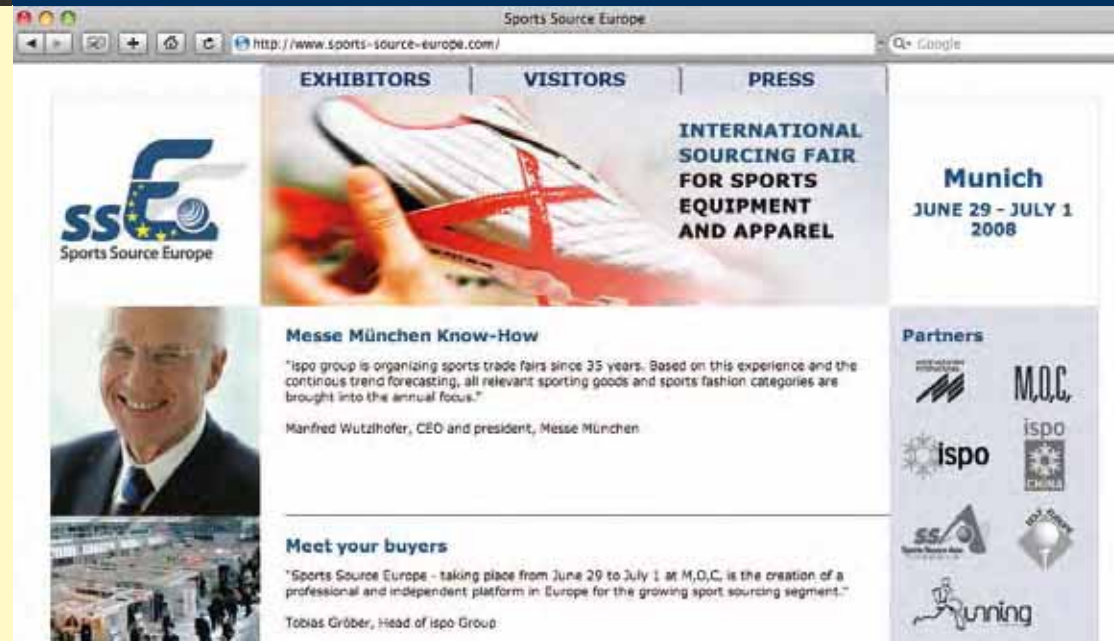 Sports Source Europe
http://www.sports-source-europe.com/
Google
EXHIBITORS
VISITORS
PRESS
ssE
Sports Source Europe
INTERNATIONAL
SOURCING FAIR
FOR SPORTS
EQUIPMENT
AND APPAREL
Munich
JUNE 29 - JULY 1
2008
Messe München Know-How
"ispo group is organizing sports trade fairs since 35 years. Based on this experience and the
continous trend forecasting, all relevant sporting goods and sports fashion categories are
brought into the annual focus."
Manfred Wutzlhofer, CEO and president, Messe München
Meet your buyers
"Sports Source Europe - taking place from June 29 to July 1 at M,O,C, is the creation of a
professional and independent platform in Europe for the growing sport sourcing segment."
Tobias Gröber, Head of ispo Group
Partners
M,O,C,
ispo
ispo
CHINA
SSA
Sports Source Asia
Running